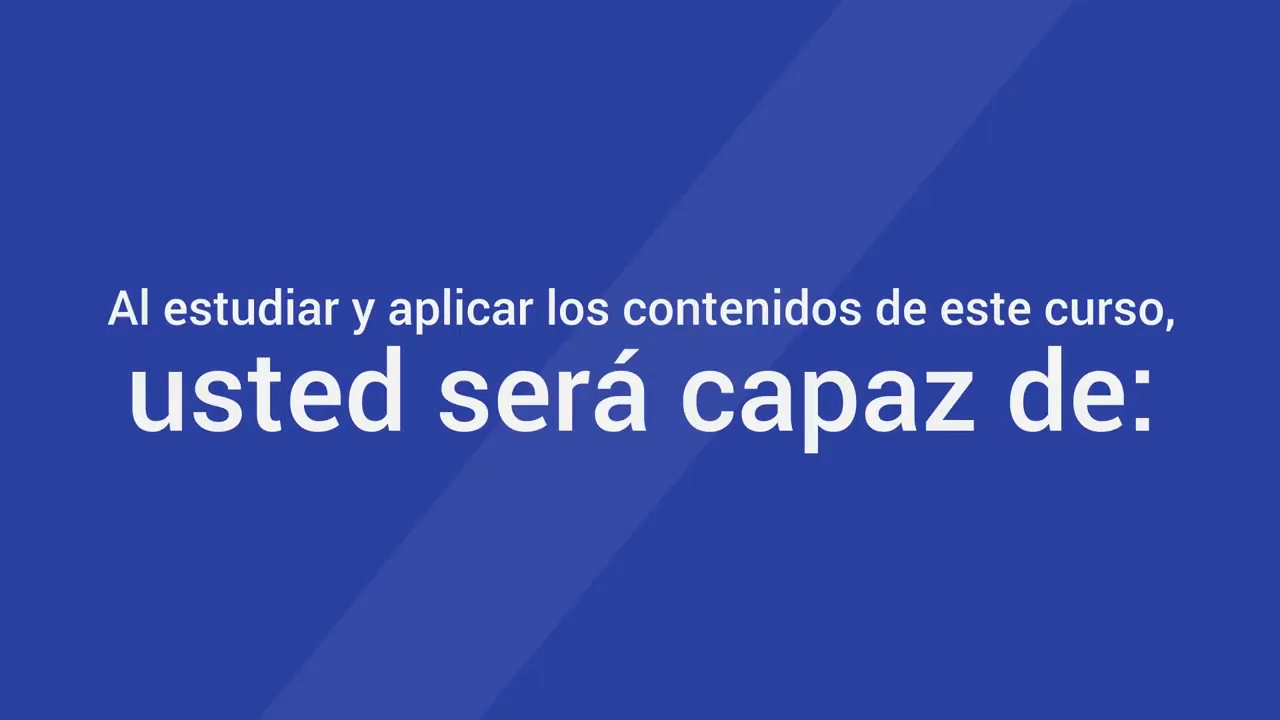 Al estudiar y aplicar los contenidos de este curso,
usted será capaz de: